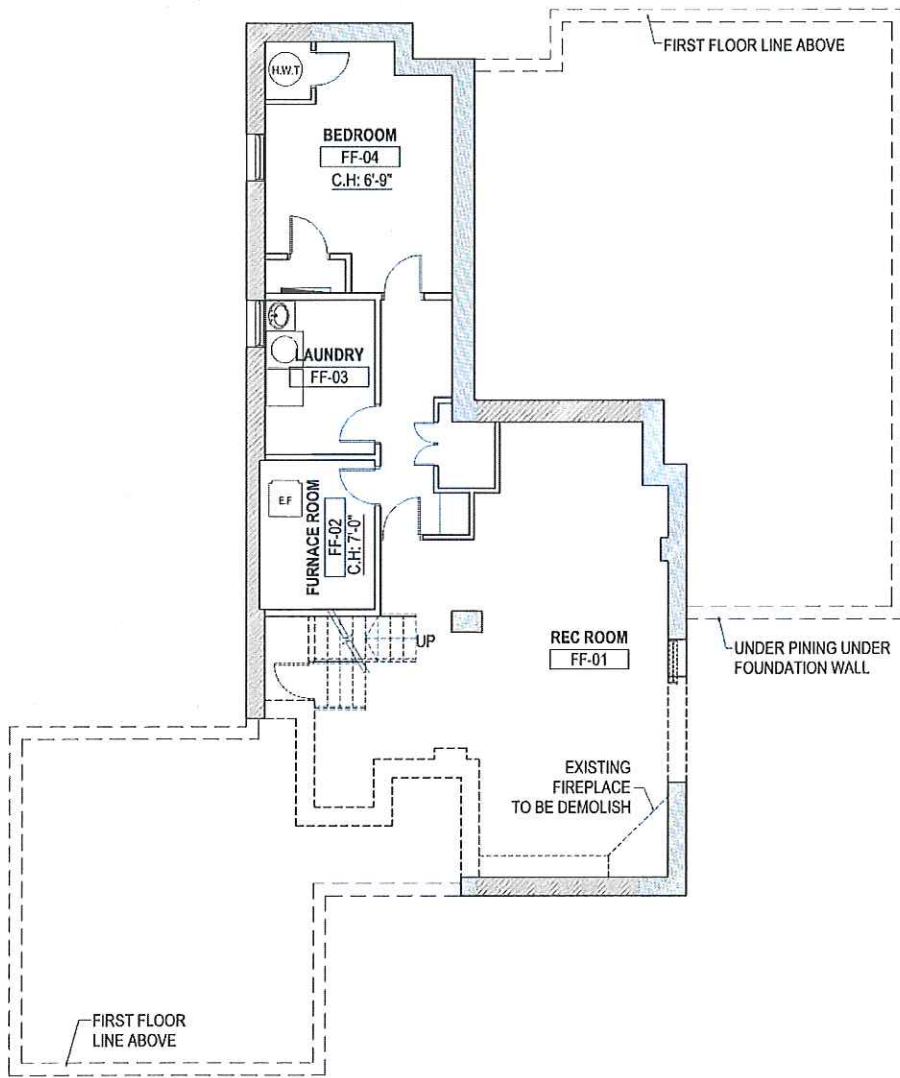 FIRST FLOOR LINE ABOVE
H.W.T
BEDROOM
FF-04
C.H: 6'-9"
LAUNDRY
FF-03
E.F
FURNACE ROOM
FF-02
C.H: 7'-0"
UP
REC ROOM
FF-01
UNDER PINING UNDER
FOUNDATION WALL
EXISTING
FIREPLACE
TO BE DEMOLISH
FIRST FLOOR
LINE ABOVE